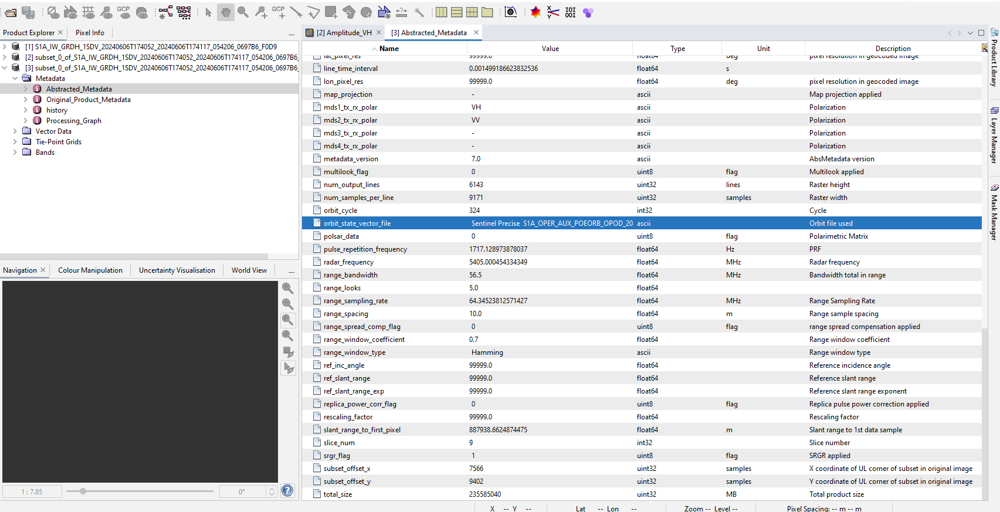 GCP
GCP
X
Y
IOI
OOI
Product Explorer
Pixel Info
[1] S1A_IW_GRDH_1SDV_20240606T174052_20240606T174117_054206_0697B6_F0D9
[2] subset_0_of_S1A_IW_GRDH_1SDV_20240606T174052_20240606T174117_054206_0697B6_
[3] subset_0_of_S1A_IW_GRDH_1SDV_20240606T174052_20240606T174117_054206_0697B6_
Metadata
Abstracted_Metadata
Original_Product_Metadata
history
Processing_Graph
Vector Data
Tie-Point Grids
Bands
Navigation
Colour Manipulation
Uncertainty Visualisation
World View
1 : 7.85
0°
[2] Amplitude_VH
[3] Abstracted_Metadata
Name Value Type Unit Description
lat_pixel_res 99999.0 float64 deg pixel resolution in geocoded image
line_time_interval 0.001499186623832536 float64 s
lon_pixel_res 99999.0 float64 deg pixel resolution in geocoded image
map_projection - ascii Map projection applied
mds1_tx_rx_polar VH ascii Polarization
mds2_tx_rx_polar VV ascii Polarization
mds3_tx_rx_polar - ascii Polarization
mds4_tx_rx_polar - ascii Polarization
metadata_version 7.0 ascii AbsMetadata version
multilook_flag 0 uint8 flag Multilook applied
num_output_lines 6143 uint32 lines Raster height
num_samples_per_line 9171 uint32 samples Raster width
orbit_cycle 324 int32 Cycle
orbit_state_vector_file Sentinel Precise S1A_OPER_AUX_POEORB_OPOD_20 ascii Orbit file used
polsar_data 0 uint8 flag Polarimetric Matrix
pulse_repetition_frequency 1717.128973878037 float64 Hz PRF
radar_frequency 5405.000454334349 float64 MHz Radar frequency
range_bandwidth 56.5 float64 MHz Bandwidth total in range
range_looks 5.0 float64
range_sampling_rate 64.34523812571427 float64 MHz Range Sampling Rate
range_spacing 10.0 float64 m Range sample spacing
range_spread_comp_flag 0 uint8 flag range spread compensation applied
range_window_coefficient 0.7 float64 Range window coefficient
range_window_type Hamming ascii Range window type
ref_inc_angle 99999.0 float64 Reference incidence angle
ref_slant_range 99999.0 float64 Reference slant range
ref_slant_range_exp 99999.0 float64 Reference slant range exponent
replica_power_corr_flag 0 uint8 flag Replica pulse power correction applied
rescaling_factor 99999.0 float64 Rescaling factor
slant_range_to_first_pixel 887938.6624874475 float64 m Slant range to 1st data sample
slice_num 9 int32 Slice number
srgr_flag 1 uint8 flag SRGR applied
subset_offset_x 7566 uint32 samples X coordinate of UL corner of subset in original image
subset_offset_y 9402 uint32 samples Y coordinate of UL corner of subset in original image
total_size 235585040 uint32 MB Total product size
Product Library
Layer Manager
Mask Manager
X -- Y -- Lat -- Lon -- Zoom -- Level -- Pixel Spacing: -- m -- m